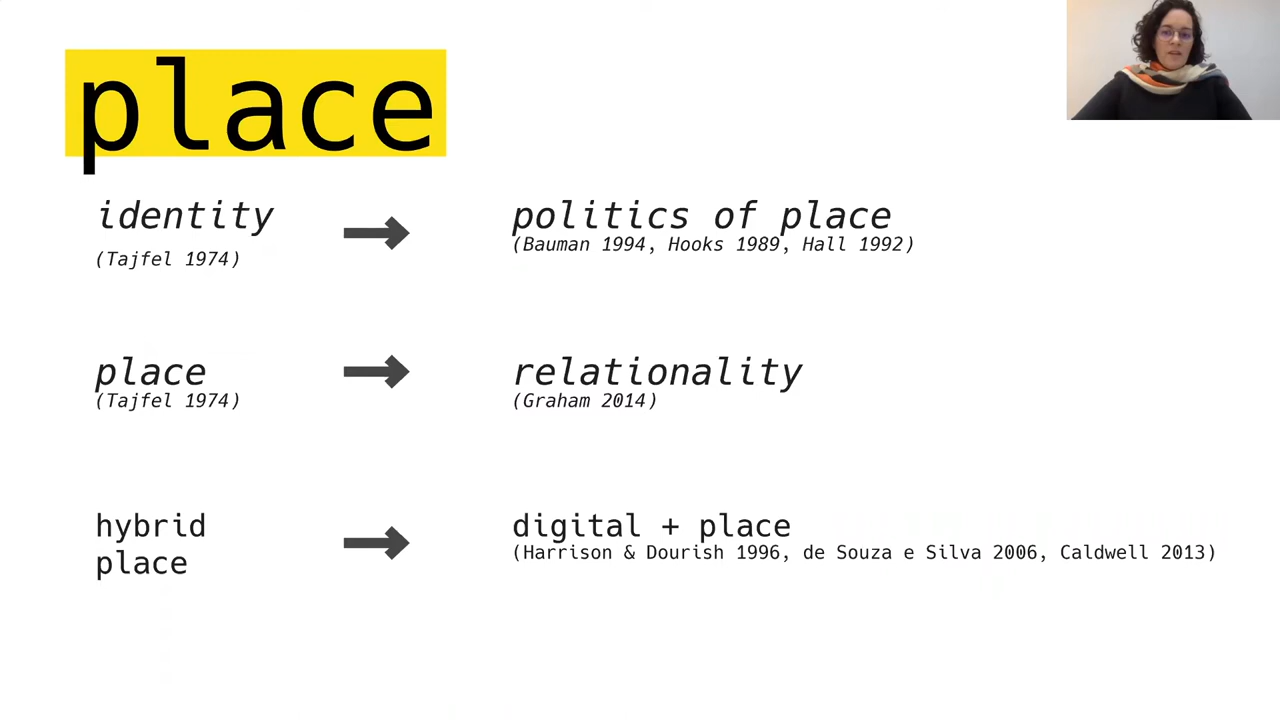 place
identity
(Tajfel 1974)
politics of place
(Bauman 1994, Hooks 1989, Hall 1992)
place
(Tajfel 1974)
relationality
(Graham 2014)
hybrid
place
digital + place
(Harrison & Dourish 1996, de Souza e Silva 2006, Caldwell 2013)